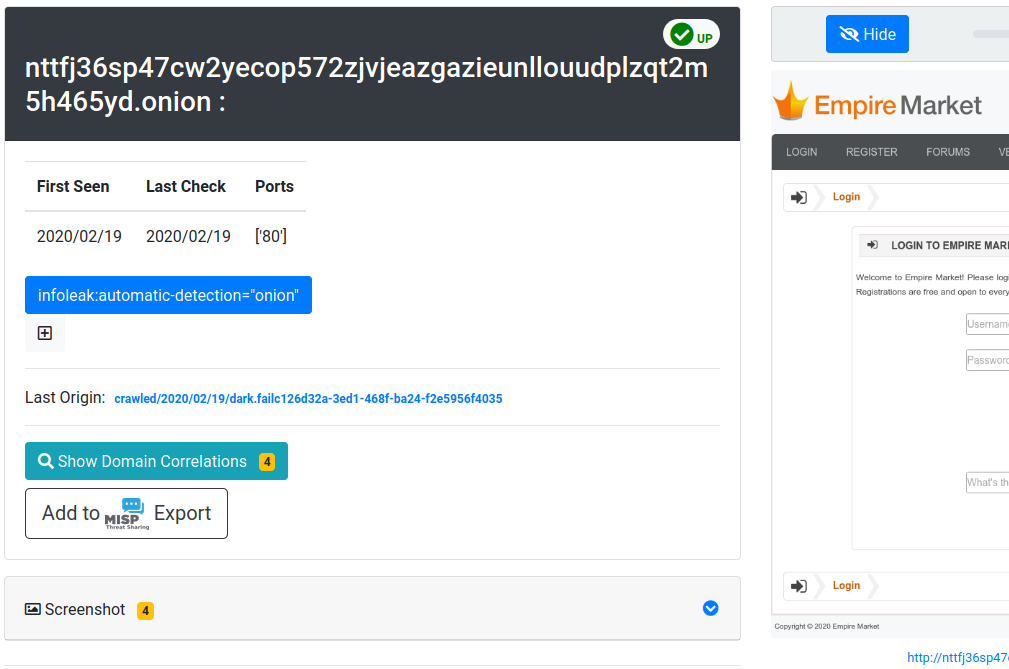 UP
nttfj36sp47cw2yecop572zjvjeazgazieunllouudplzqt2m
5h465yd.onion :
First Seen Last Check Ports
2020/02/19 2020/02/19 ['80']
infoleak:automatic-detection="onion"
Last Origin: crawled/2020/02/19/dark.failc126d32a-3ed1-468f-ba24-f2e5956f4035
Show Domain Correlations 4
Add to MISP Threat Sharing Export
Screenshot 4
Hide
Empire Market
LOGIN REGISTER FORUMS VE
Login
LOGIN TO EMPIRE MARI
Welcome to Empire Market! Please logi
Registrations are free and open to every
Usernam
Password
What's th
Login
Copyright © 2020 Empire Market
http://nttfj36sp47